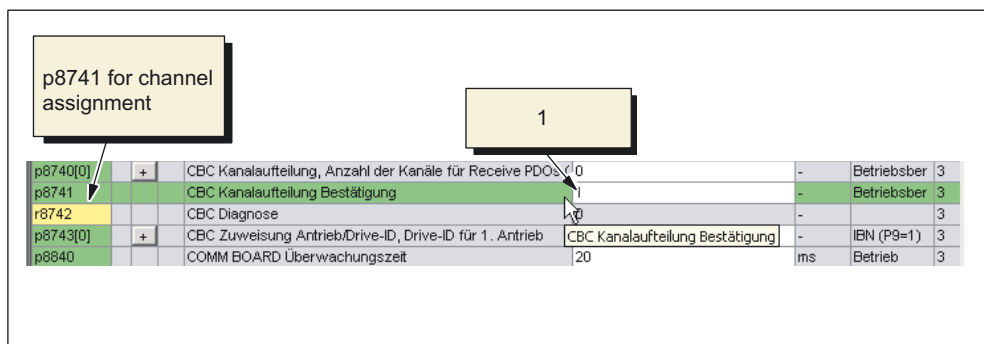 p8741 for channel
assignment
1
p8740[0] + CBC Kanalaufteilung, Anzahl der Kanäle für Receive PDOs ( 0 - Betriebsber 3
p8741 CBC Kanalaufteilung Bestätigung 1 - Betriebsber 3
r8742 CBC Diagnose 0 - 3
p8743[0] + CBC Zuweisung Antrieb/Drive-ID, Drive-ID für 1. Antrieb CBC Kanalaufteilung Bestätigung - IBN (P9=1) 3
p8840 COMM BOARD Überwachungszeit 20 ms Betrieb 3